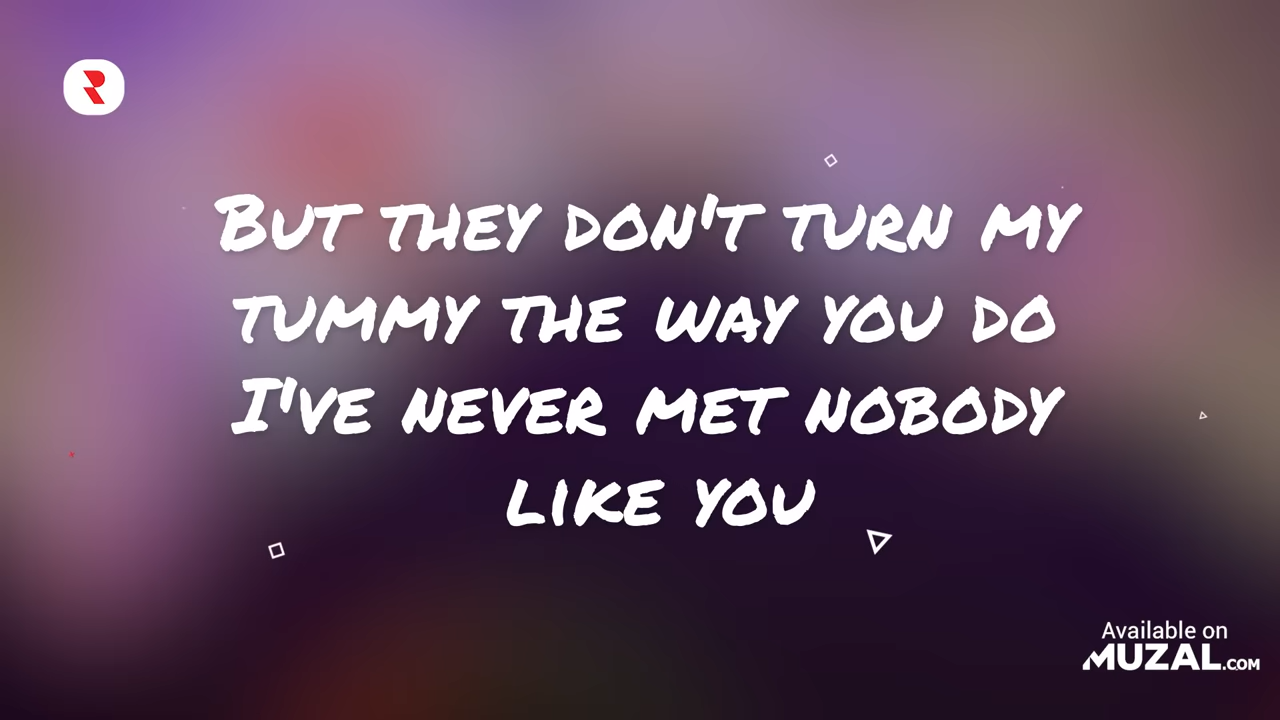 But they don't turn my
tummy the way you do
I've never met nobody
like you
Available on
MUZAL.COM